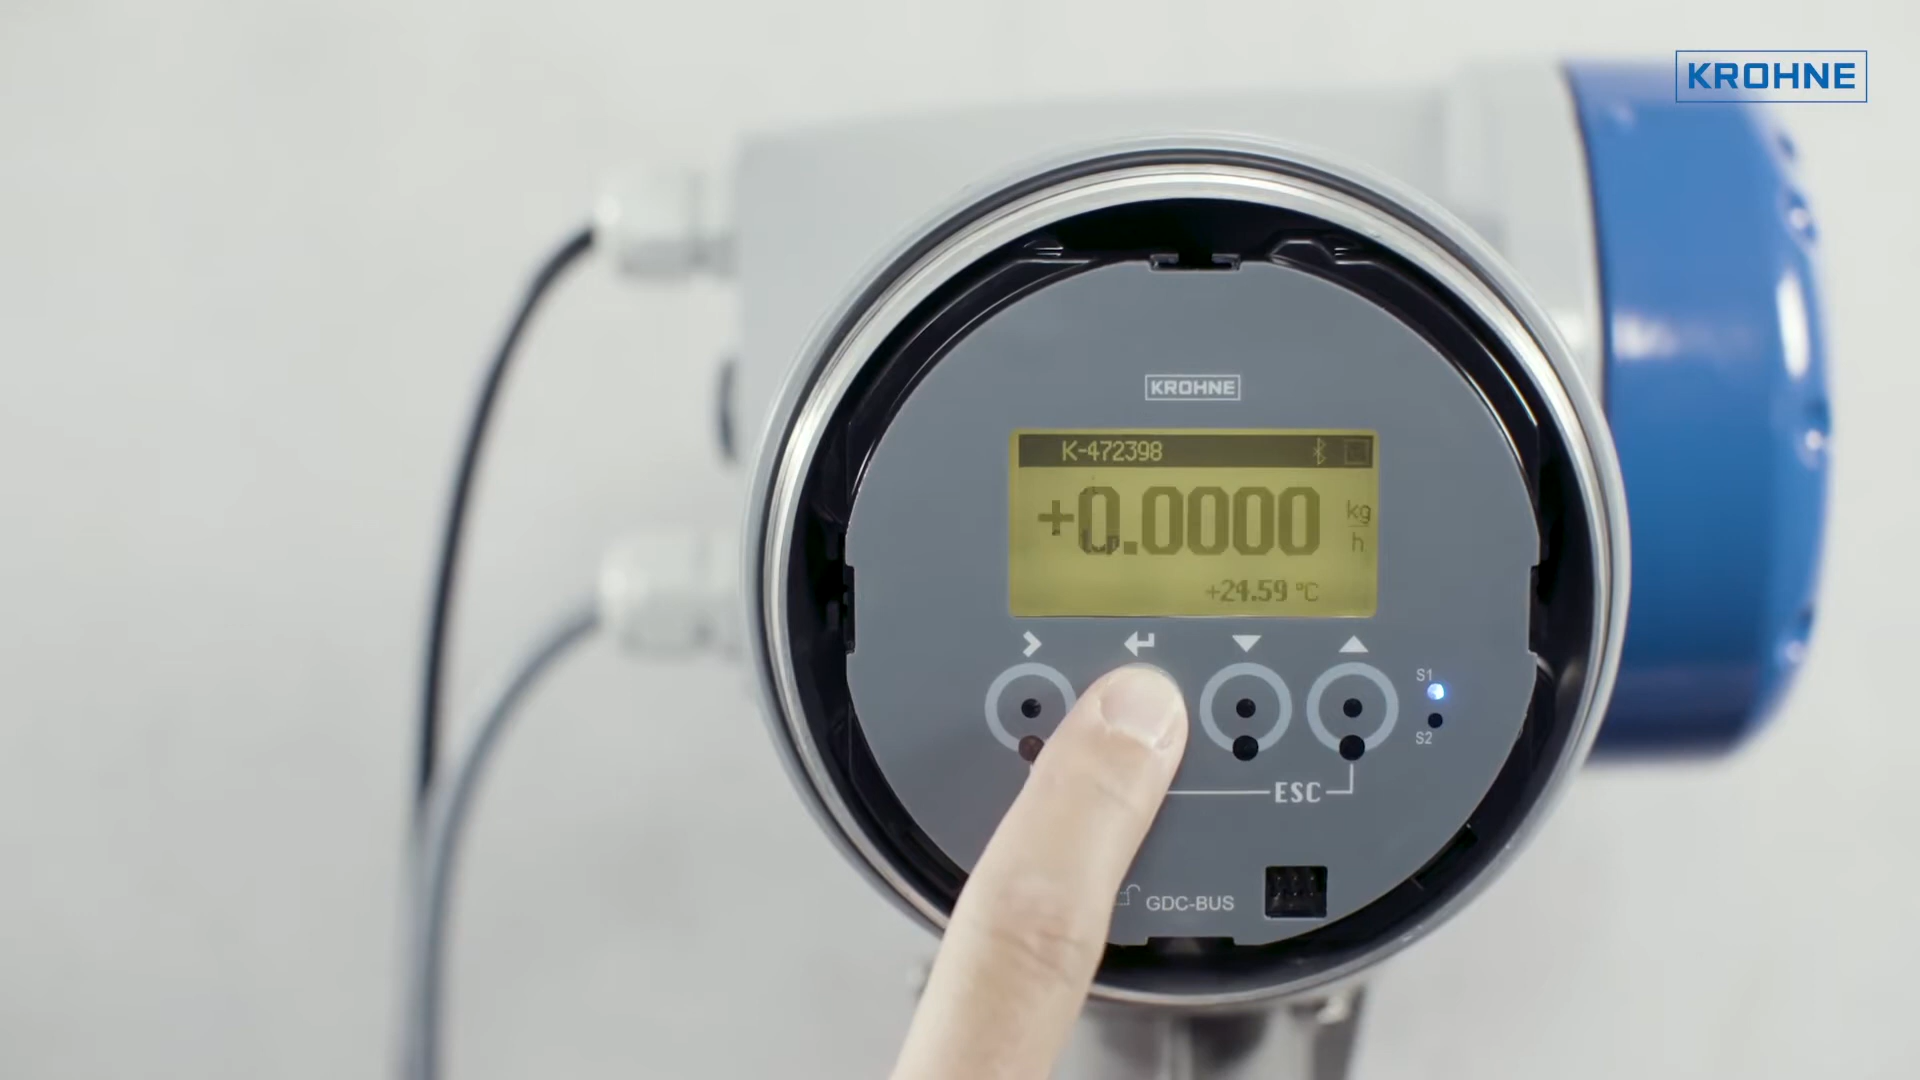 KROHNE
KROHNE
K-472398
+0.0000 kg/h
+24.59 °C
S1
S2
ESC
GDC-BUS